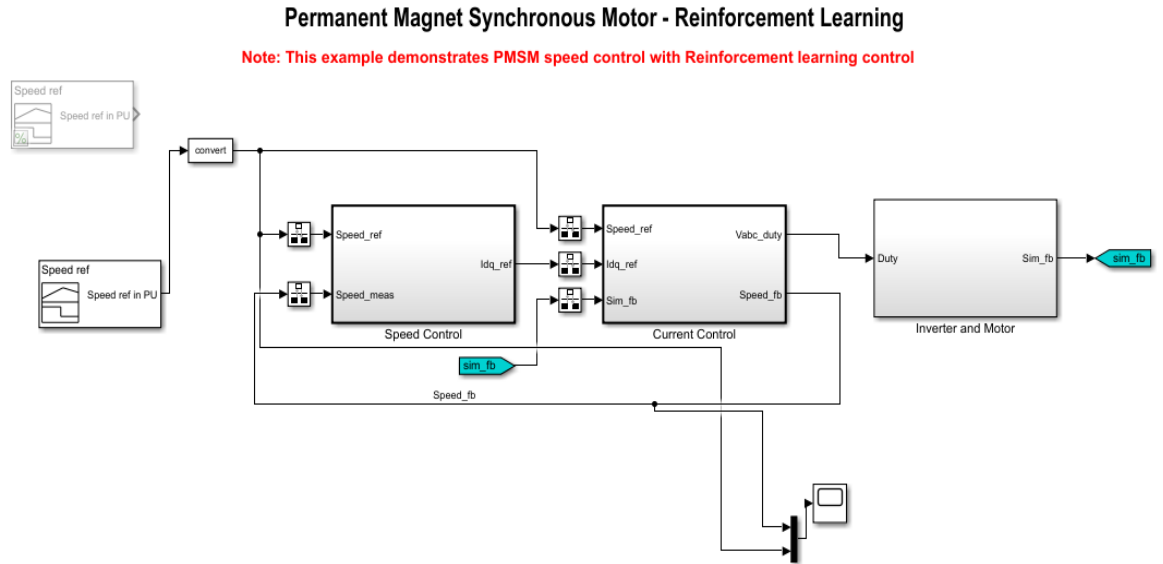 Permanent Magnet Synchronous Motor - Reinforcement Learning
Note: This example demonstrates PMSM speed control with Reinforcement learning control
Speed ref
Speed ref in PU
%
convert
Speed ref
Speed ref in PU
Speed_ref
Idq_ref
Speed_meas
Speed Control
Speed_ref
Vabc_duty
Idq_ref
Speed_fb
Sim_fb
Current Control
Duty
Sim_fb
Inverter and Motor
sim_fb
sim_fb
Speed_fb